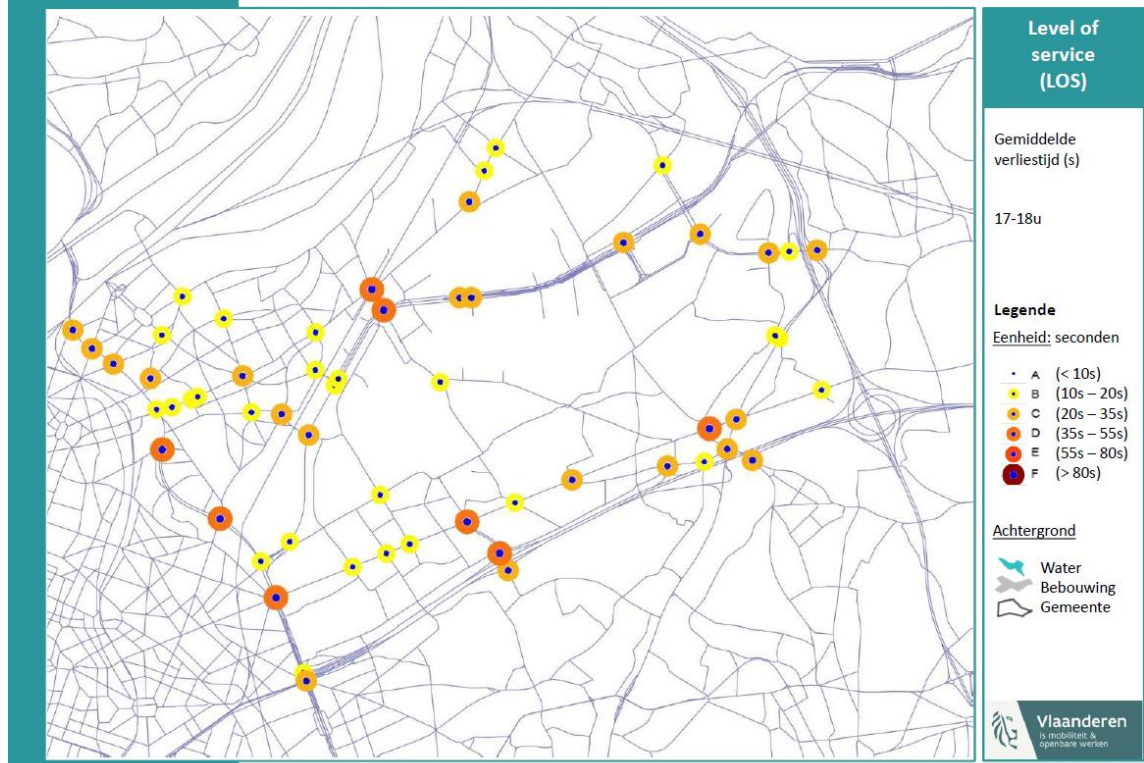 Level of
service
(LOS)
Gemiddelde
verliestijd (s)
17-18u
Legende
Eenheid: seconden
A (< 10s)
B (10s – 20s)
C (20s – 35s)
D (35s – 55s)
E (55s – 80s)
F (> 80s)
Achtergrond
Water
Bebouwing
Gemeente
Vlaanderen
is mobiliteit &
openbare werken